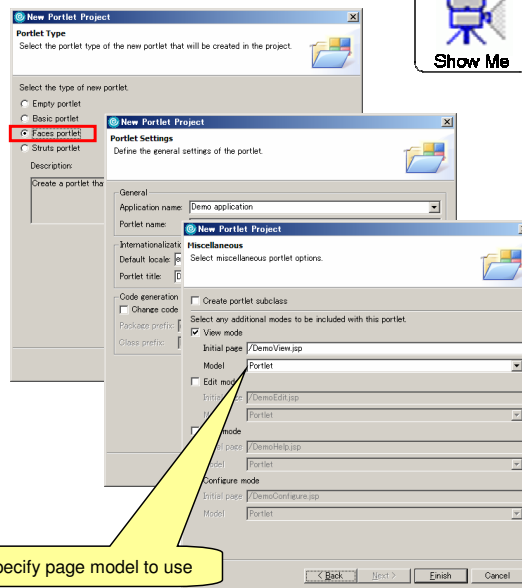 New Portlet Project
Portlet Type
Select the portlet type of the new portlet that will be created in the project.
Show Me
Select the type of new portlet.
Empty portlet
Basic portlet
Faces portlet
Struts portlet
Description:
Create a portlet tha
New Portlet Project
Portlet Settings
Define the general settings of the portlet.
General
Application name: Demo application
Portlet name:
Internationalizatio
Default locale:
Portlet title: D
Code generation
Change code
Package prefix:
Class prefix:
New Portlet Project
Miscellaneous
Select miscellaneous portlet options.
Create portlet subclass
Select any additional modes to be included with this portlet.
View mode
Initial page /DemoView.jsp
Model Portlet
Edit mod
Initial page /DemoEdit.jsp
Portlet
mode
page /DemoHelp.jsp
Model Portlet
Configure mode
Initial page /DemoConfigure.jsp
Model Portlet
pecify page model to use
< Back Next > Finish Cancel